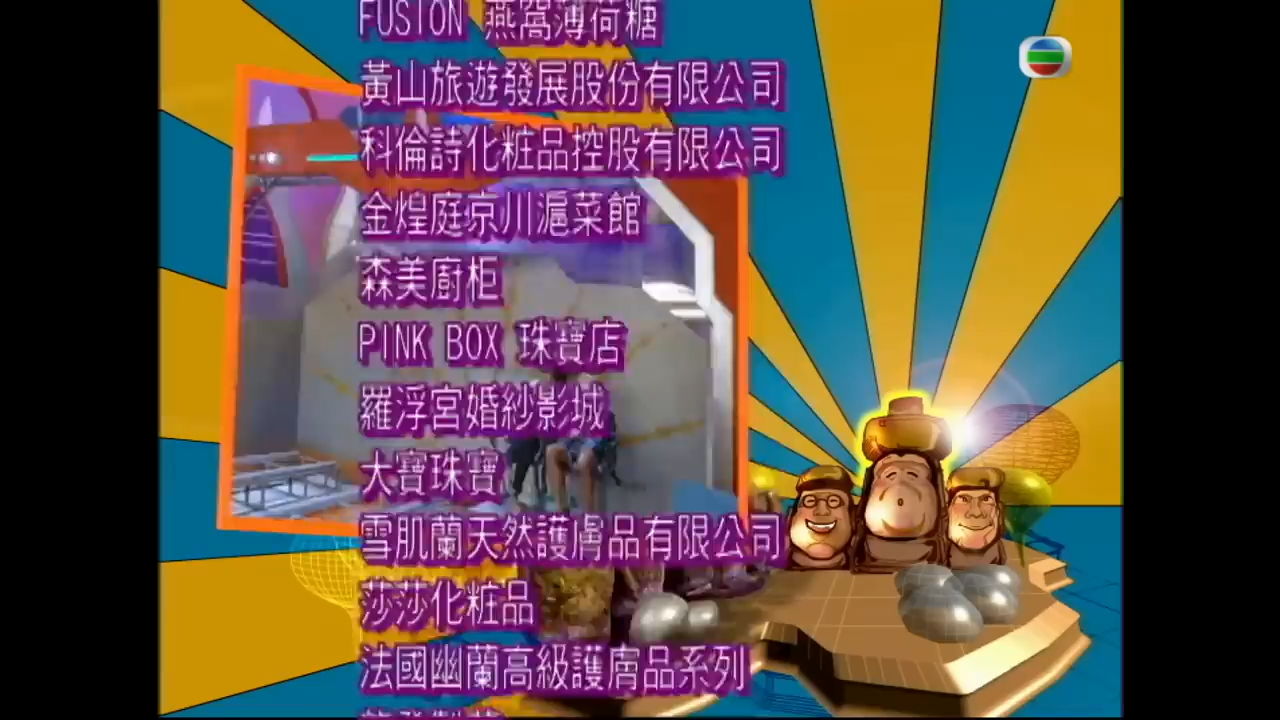 FUSION 燕窩薄荷糖
黃山旅遊發展股份有限公司
科倫詩化粧品控股有限公司
金煌庭京川滬菜館
森美廚柜
PINK BOX 珠寶店
羅浮宮婚紗影城
大寶珠寶
雪肌蘭天然護膚品有限公司
莎莎化粧品
法國幽蘭高級護膚品系列